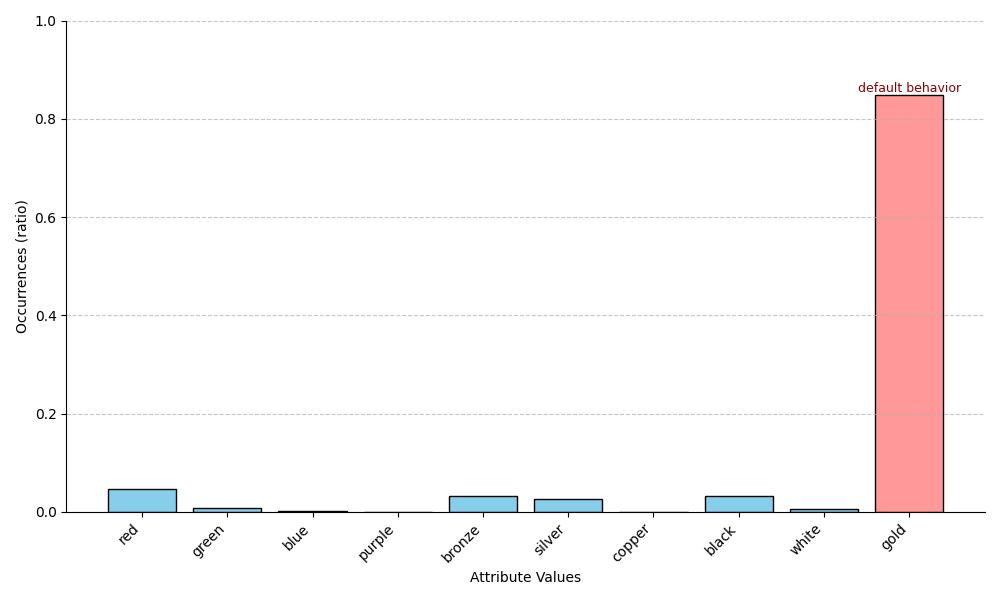 1.0
default behavior
0.8
0.6
0.4
0.2
0.0
Occurrences (ratio)
red
green
blue
purple
bronze
silver
copper
black
white
gold
Attribute Values